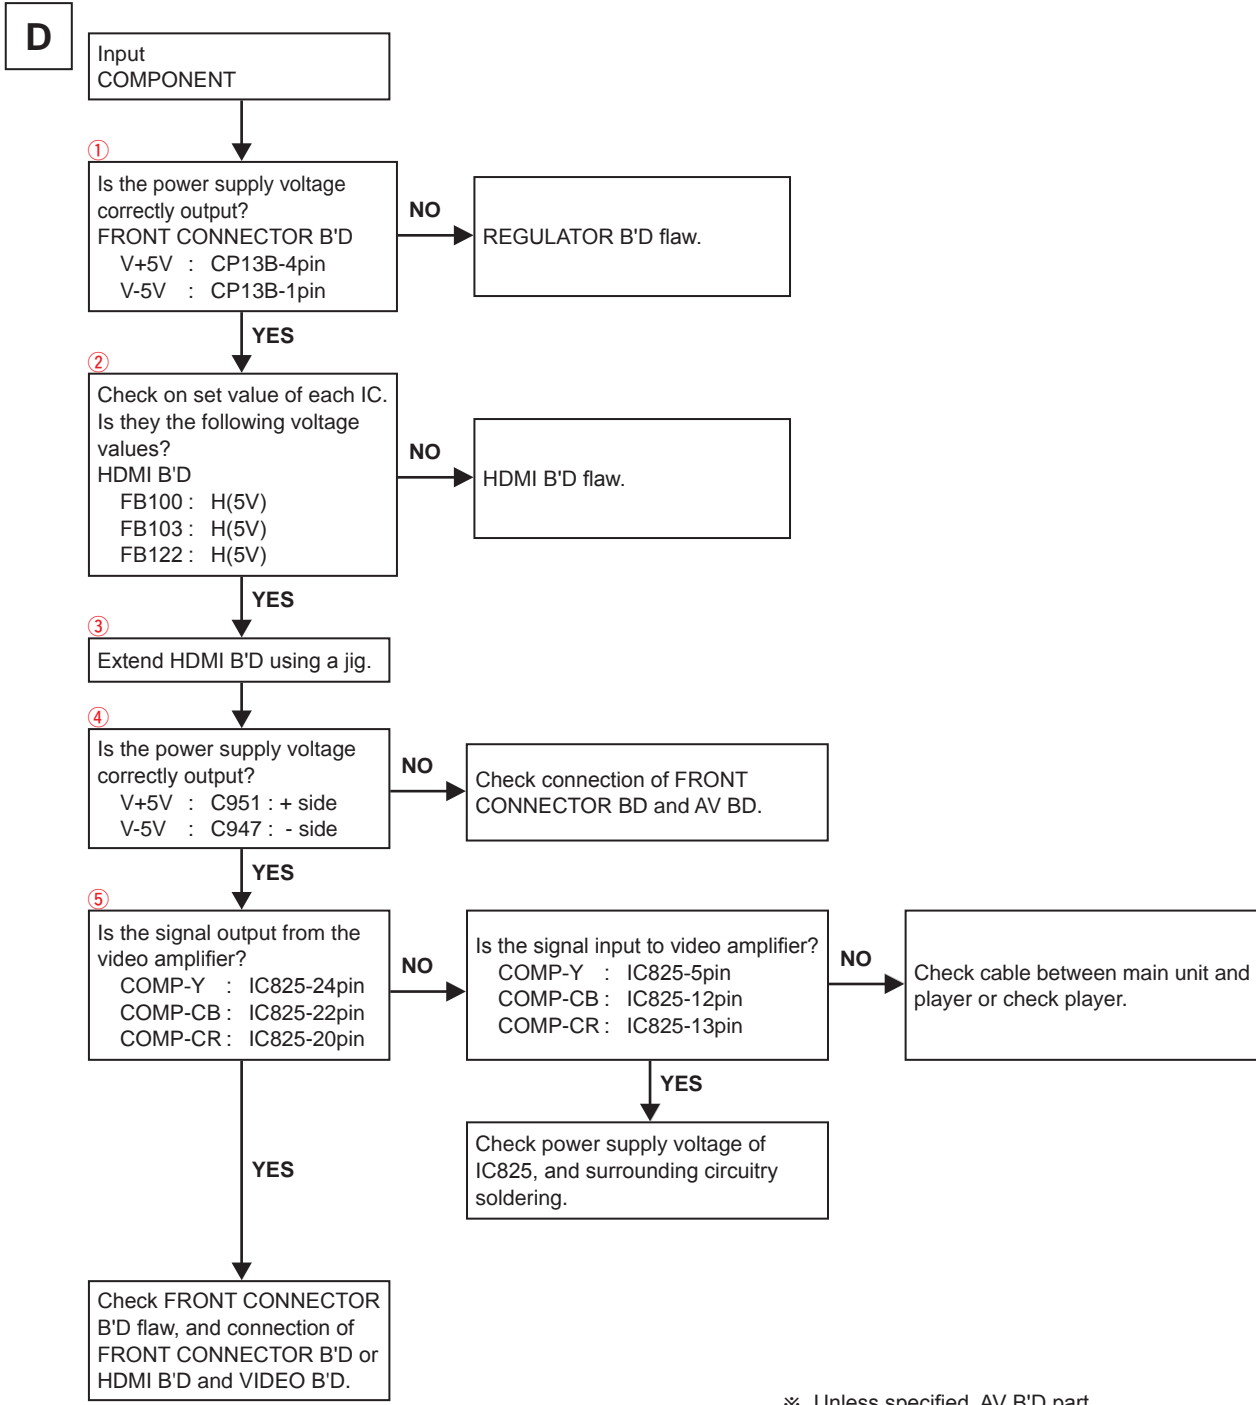 D
Input
COMPONENT
①
Is the power supply voltage
correctly output?
FRONT CONNECTOR B'D
V+5V : CP13B-4pin
V-5V : CP13B-1pin
NO
REGULATOR B'D flaw.
YES
②
Check on set value of each IC.
Is they the following voltage
values?
HDMI B'D
FB100 : H(5V)
FB103 : H(5V)
FB122 : H(5V)
NO
HDMI B'D flaw.
YES
③
Extend HDMI B'D using a jig.
④
Is the power supply voltage
correctly output?
V+5V : C951 : + side
V-5V : C947 : - side
NO
Check connection of FRONT
CONNECTOR BD and AV BD.
YES
⑤
Is the signal output from the
video amplifier?
COMP-Y : IC825-24pin
COMP-CB : IC825-22pin
COMP-CR : IC825-20pin
NO
Is the signal input to video amplifier?
COMP-Y : IC825-5pin
COMP-CB : IC825-12pin
COMP-CR : IC825-13pin
NO
Check cable between main unit and
player or check player.
YES
Check power supply voltage of
IC825, and surrounding circuitry
soldering.
YES
Check FRONT CONNECTOR
B'D flaw, and connection of
FRONT CONNECTOR B'D or
HDMI B'D and VIDEO B'D.
※ Unless specified, AV B'D part